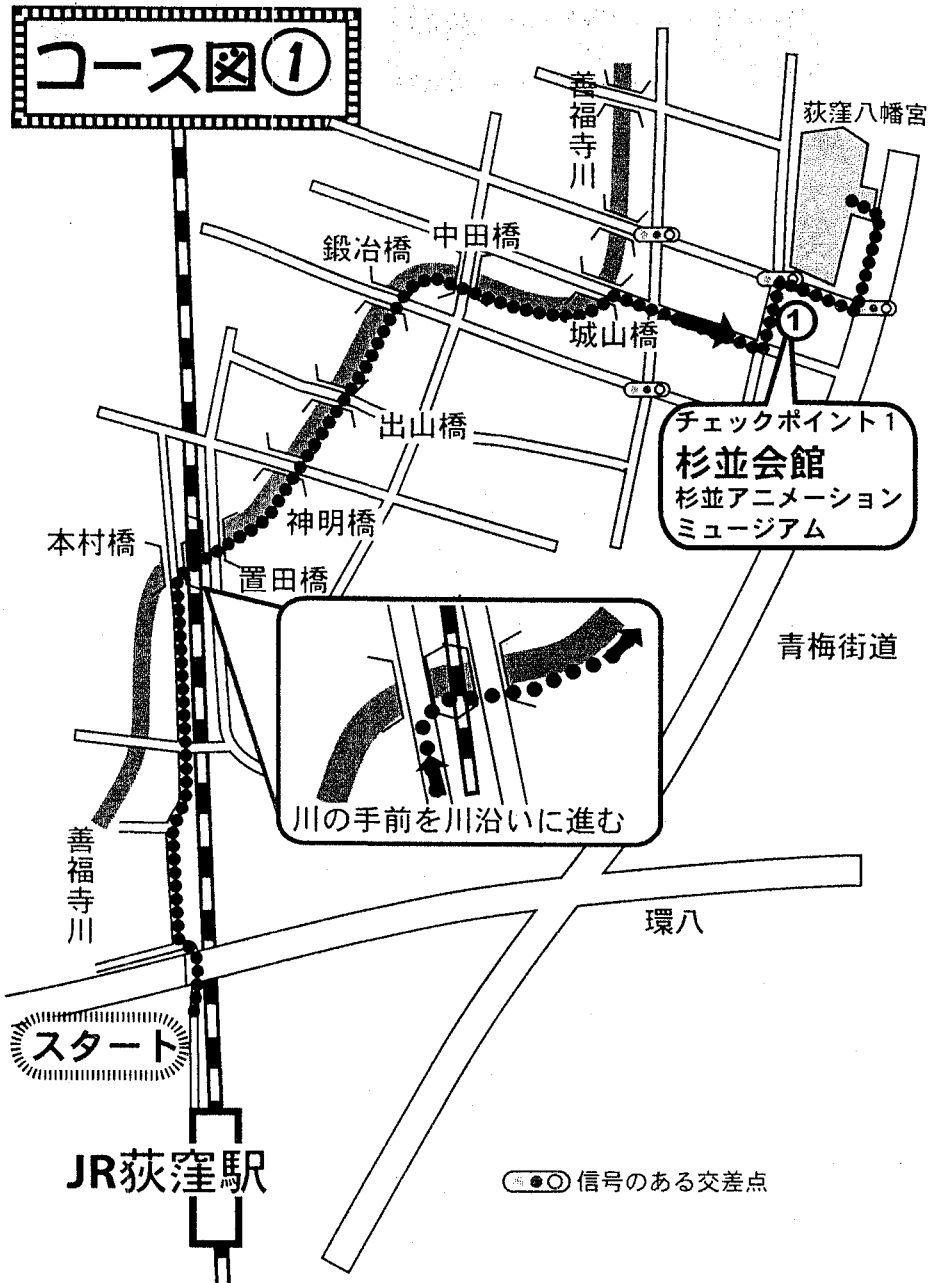 コース図①
荻窪八幡宮
善福寺川
中田橋
鍛冶橋
城山橋
①
チェックポイント1
杉並会館
杉並アニメーション
ミュージアム
出山橋
神明橋
本村橋
置田橋
青梅街道
川の手前を川沿いに進む
善福寺川
環八
スタート
JR荻窪駅
信号のある交差点